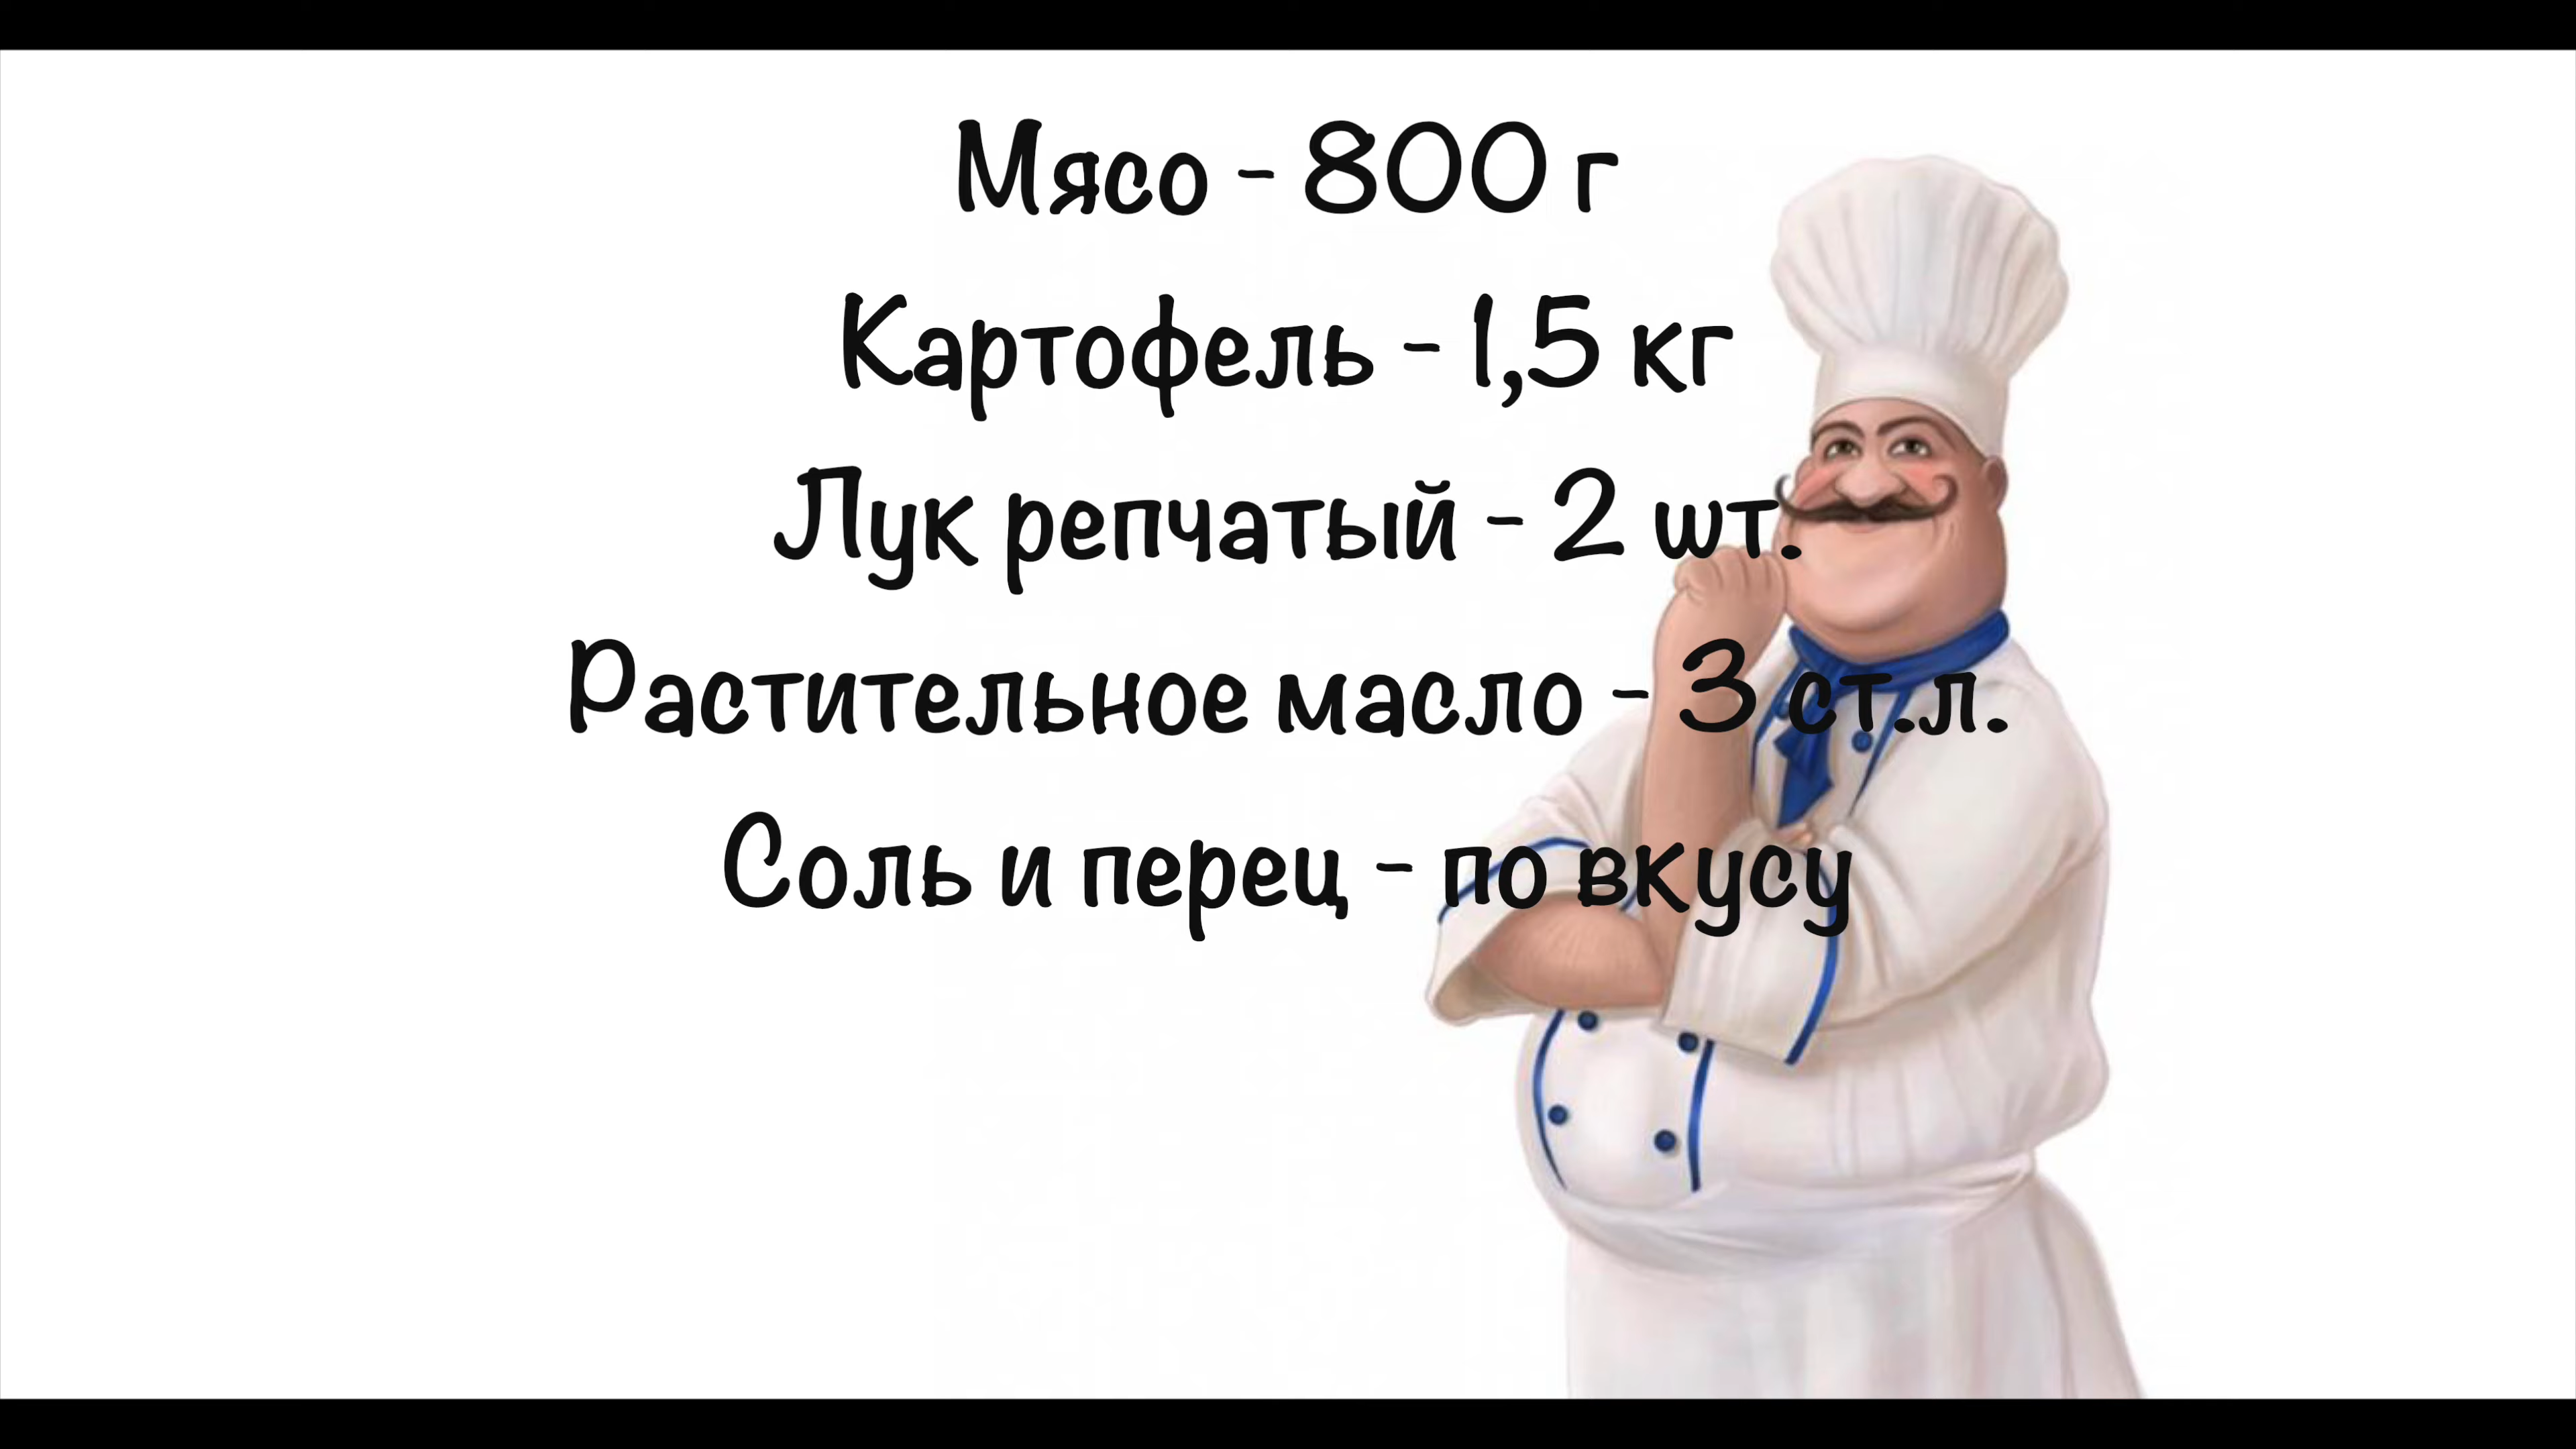 Мясо - 800 г
Картофель - 1,5 кг
Лук репчатый - 2 шт.
Растительное масло - 3 ст.л.
Соль и перец - по вкусу